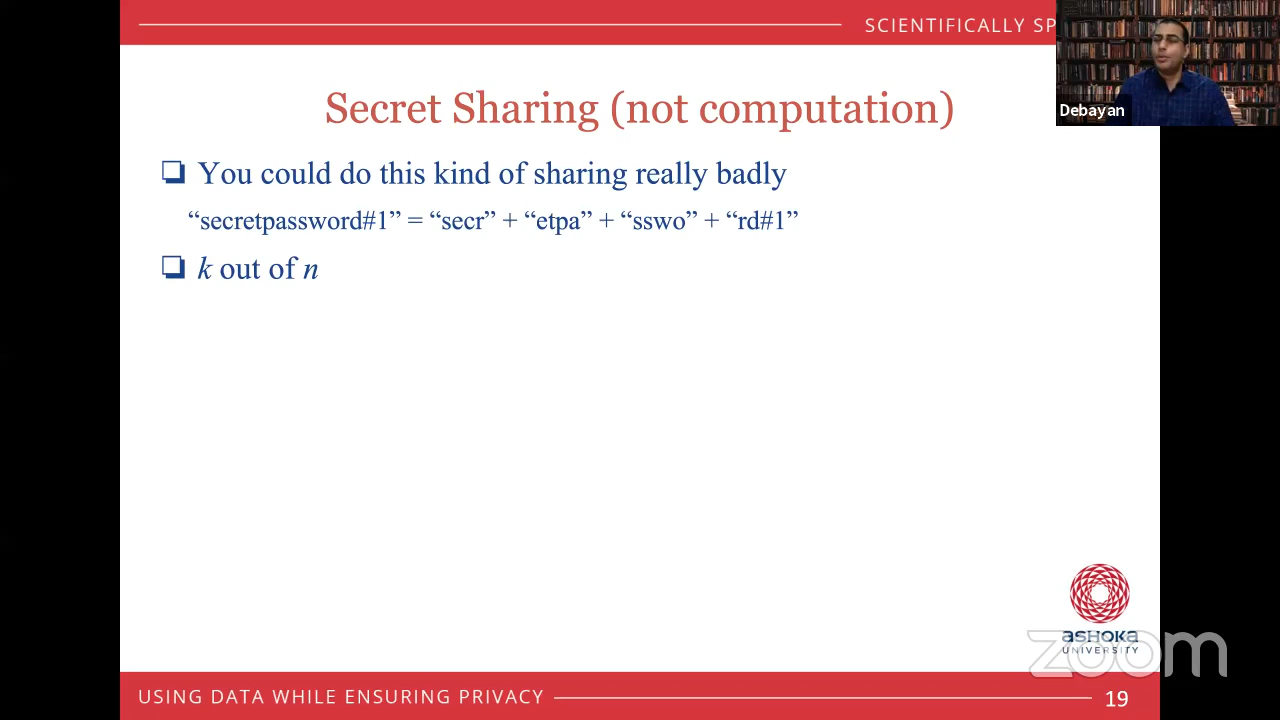 SCIENTIFICALLY SP
Debayan
Secret Sharing (not computation)
❑ You could do this kind of sharing really badly
“secretpassword#1” = “secr” + “etpa” + “sswo” + “rd#1”
❑ k out of n
ASHOKA
UNIVERSITY
zoom
USING DATA WHILE ENSURING PRIVACY
19